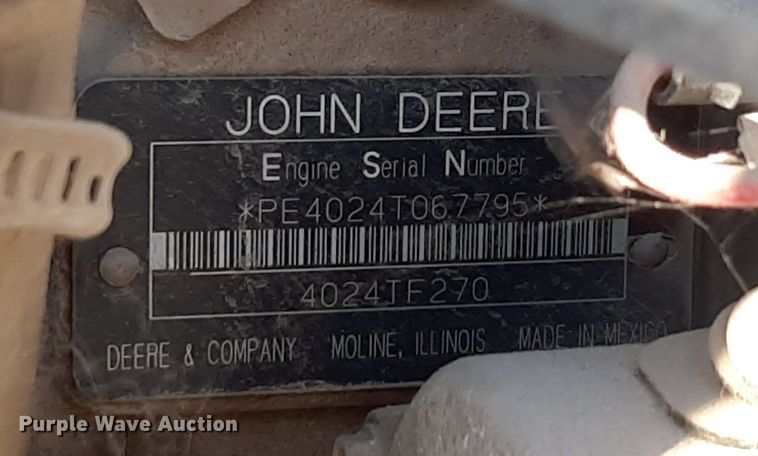 JOHN DEERE
Engine Serial Number
*PE4024T067795*
4024TF270
DEERE & COMPANY MOLINE, ILLINOIS MADE IN MEXICO
Purple Wave Auction